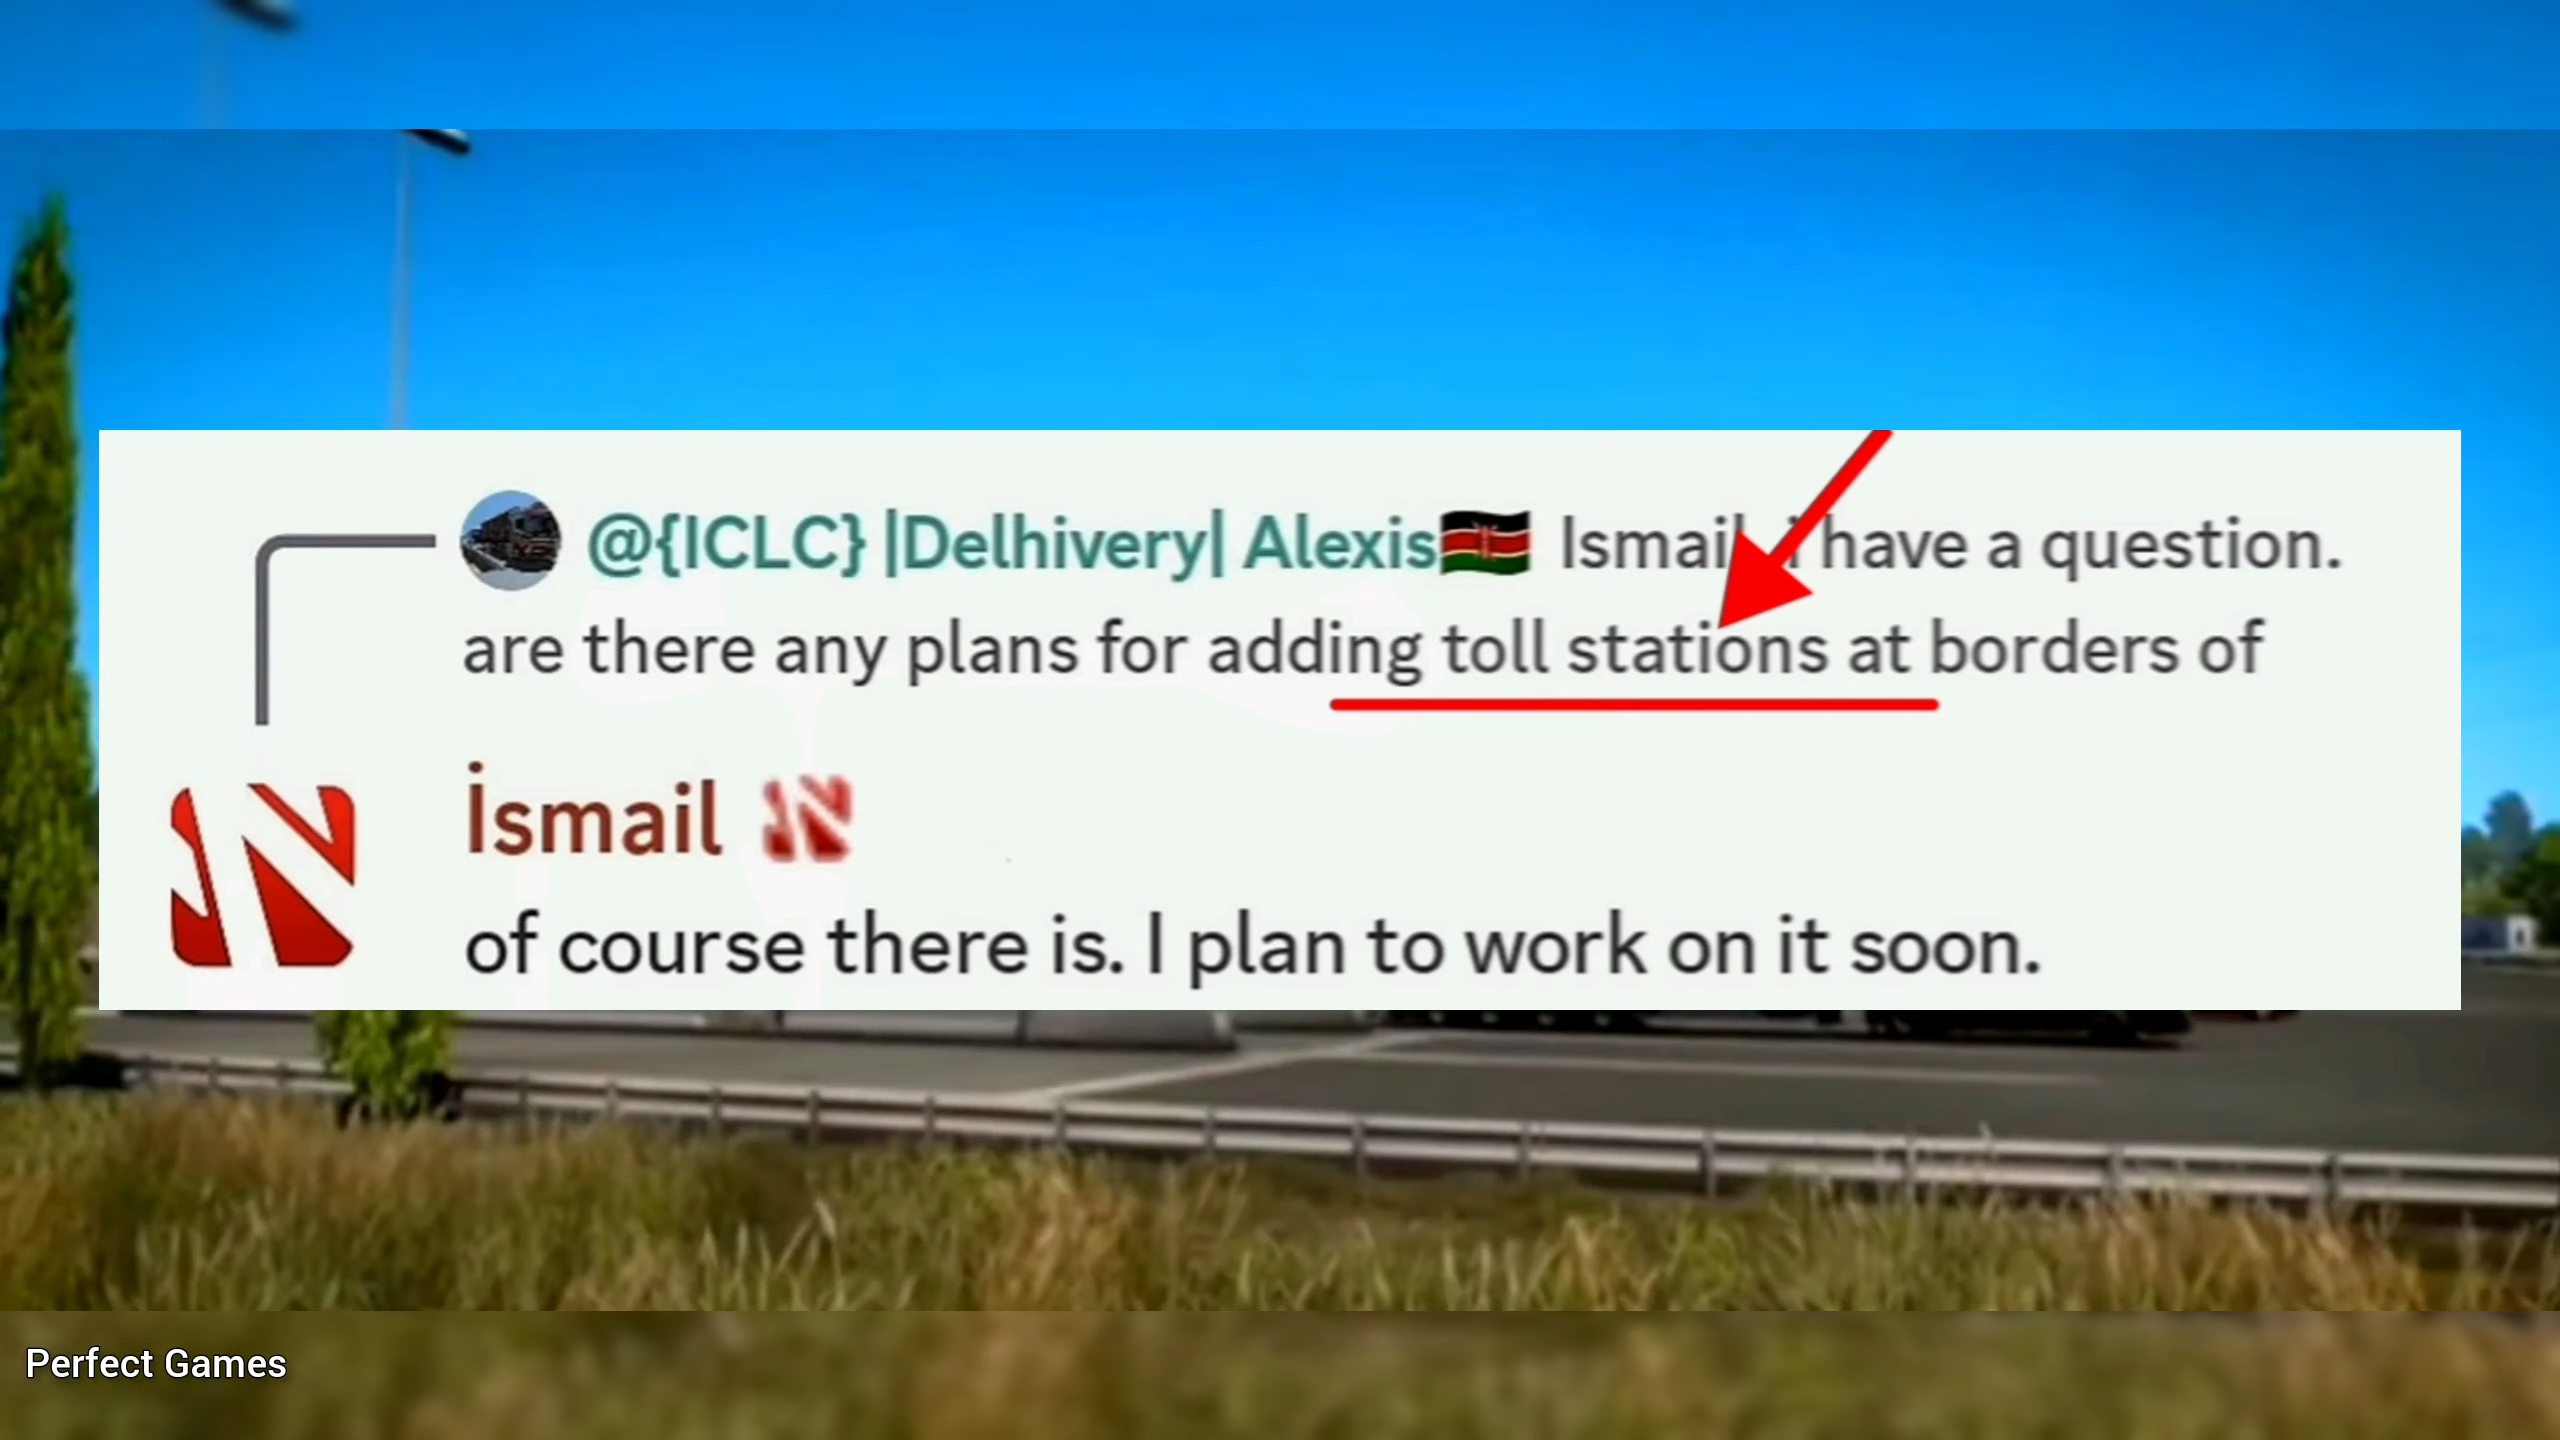 @{ICLC} |Delhivery| Alexis🇰🇪 Ismail, i have a question.
are there any plans for adding toll stations at borders of
İsmail
of course there is. I plan to work on it soon.
Perfect Games